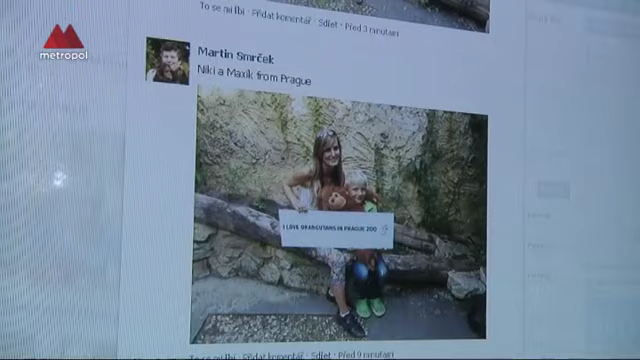 To se mi líbí · Přidat komentář · Sdílet · Před 3 minutami
metropol
Martin Smrček
Niki a Maxik from Prague
I LOVE ORANGUTANS IN PRAGUE ZOO
To se mi líbí · Přidat komentář · Sdílet · Před 9 minutami